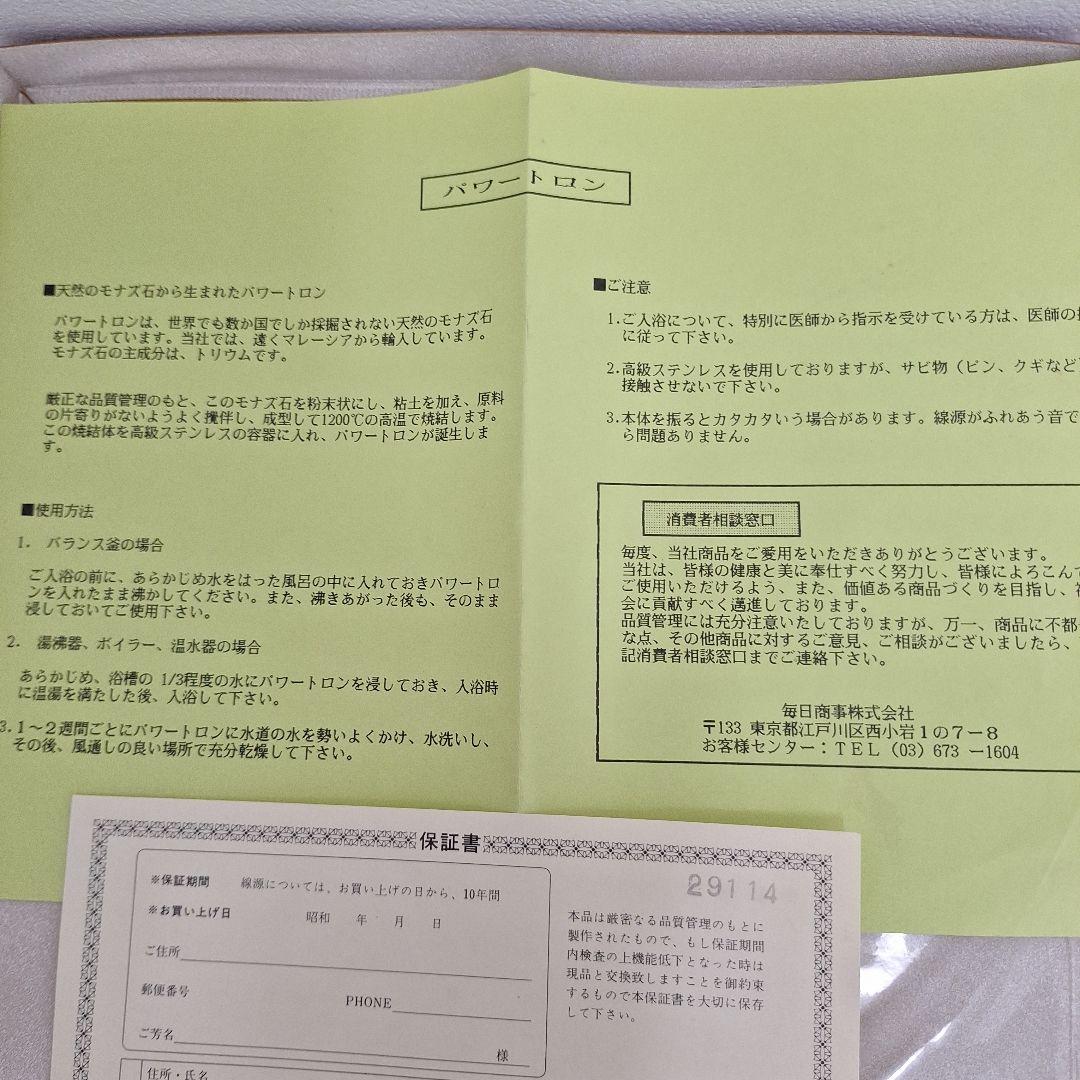 パワートロン
■天然のモナズ石から生まれたパワートロン
パワートロンは、世界でも数か国でしか採掘されない天然のモナズ石
を使用しています。当社では、遠くマレーシアから輸入しています。
モナズ石の主成分は、トリウムです。
厳正な品質管理のもと、このモナズ石を粉末状にし、粘土を加え、原料
の片寄りがないようよく攪伴し、成型して1200℃の高温で焼結します。
この焼結体を高級ステンレスの容器に入れ、パワートロンが誕生しま
す。
■使用方法
1. バランス釜の場合
ご入浴の前に、あらかじめ水をはった風呂の中に入れておきパワートロ
ンを入れたまま沸かしてください。また、沸きあがった後も、そのまま
浸しておいてご使用下さい。
2. 湯沸器、ボイラー、温水器の場合
あらかじめ、浴槽の 1/3程度の水にパワートロンを浸しておき、入浴時
に温湯を満たした後、入浴して下さい。
3.1~2週間ごとにパワートロンに水道の水を勢いよくかけ、水洗いし、
その後、風通しの良い場所で充分乾燥して下さい。
■ご注意
1.ご入浴について、特別に医師から指示を受けている方は、医師の
に従って下さい。
2.高級ステンレスを使用しておりますが、サビ物(ビン、クギなど)
接触させないで下さい。
3.本体を振るとカタカタいう場合があります。線源がふれあう音で
ら問題ありません。
消費者相談窓口
毎度、当社商品をご愛用をいただきありがとうございます。
当社は、皆様の健康と美に奉仕すべく努力し、皆様によろこんで
ご使用いただけるよう、また、価値ある商品づくりを目指し、
会に貢献すべく邁進しております。
品質管理には充分注意いたしておりますが、万一、商品に不都
な点、その他商品に対するご意見、ご相談がございましたら、
記消費者相談窓口までご連絡下さい。
毎日商事株式会社
〒133 東京都江戸川区西小岩1の7-8
お客様センター:TEL (03) 673 -1604
保証書
※保証期間 線源については、お買い上げの日から、10年間
※お買い上げ日 昭和 年 月 日
ご住所
郵便番号 PHONE
ご芳名 様
住所・氏名
29114
本品は厳密なる品質管理のもとに
製作されたもので、もし保証期間
内検査の上機能低下となった時は
現品と交換致しますことを御約束
するもので本保証書を大切に保存
して下さい。